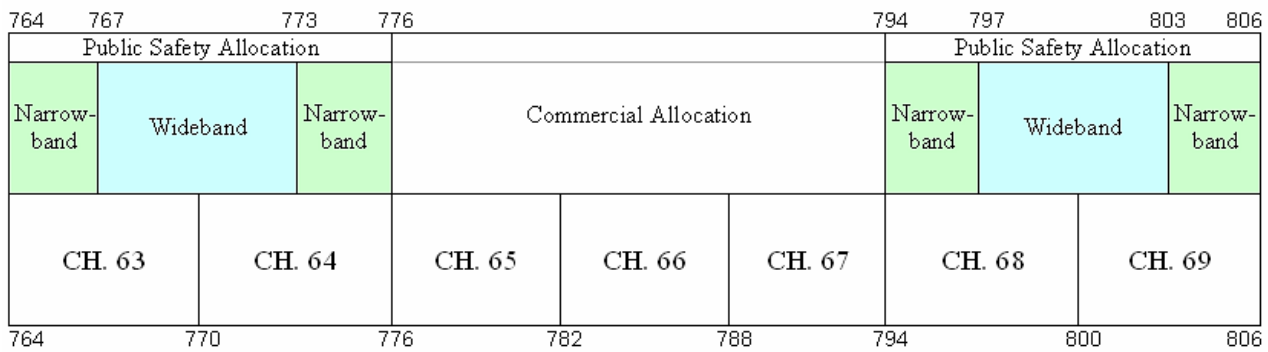 764 767 773 776 794 797 803 806
Public Safety Allocation Public Safety Allocation
Narrow-
band
Wideband
Narrow-
band
Commercial Allocation
Narrow-
band
Wideband
Narrow-
band
CH. 63 CH. 64 CH. 65 CH. 66 CH. 67 CH. 68 CH. 69
764 770 776 782 788 794 800 806